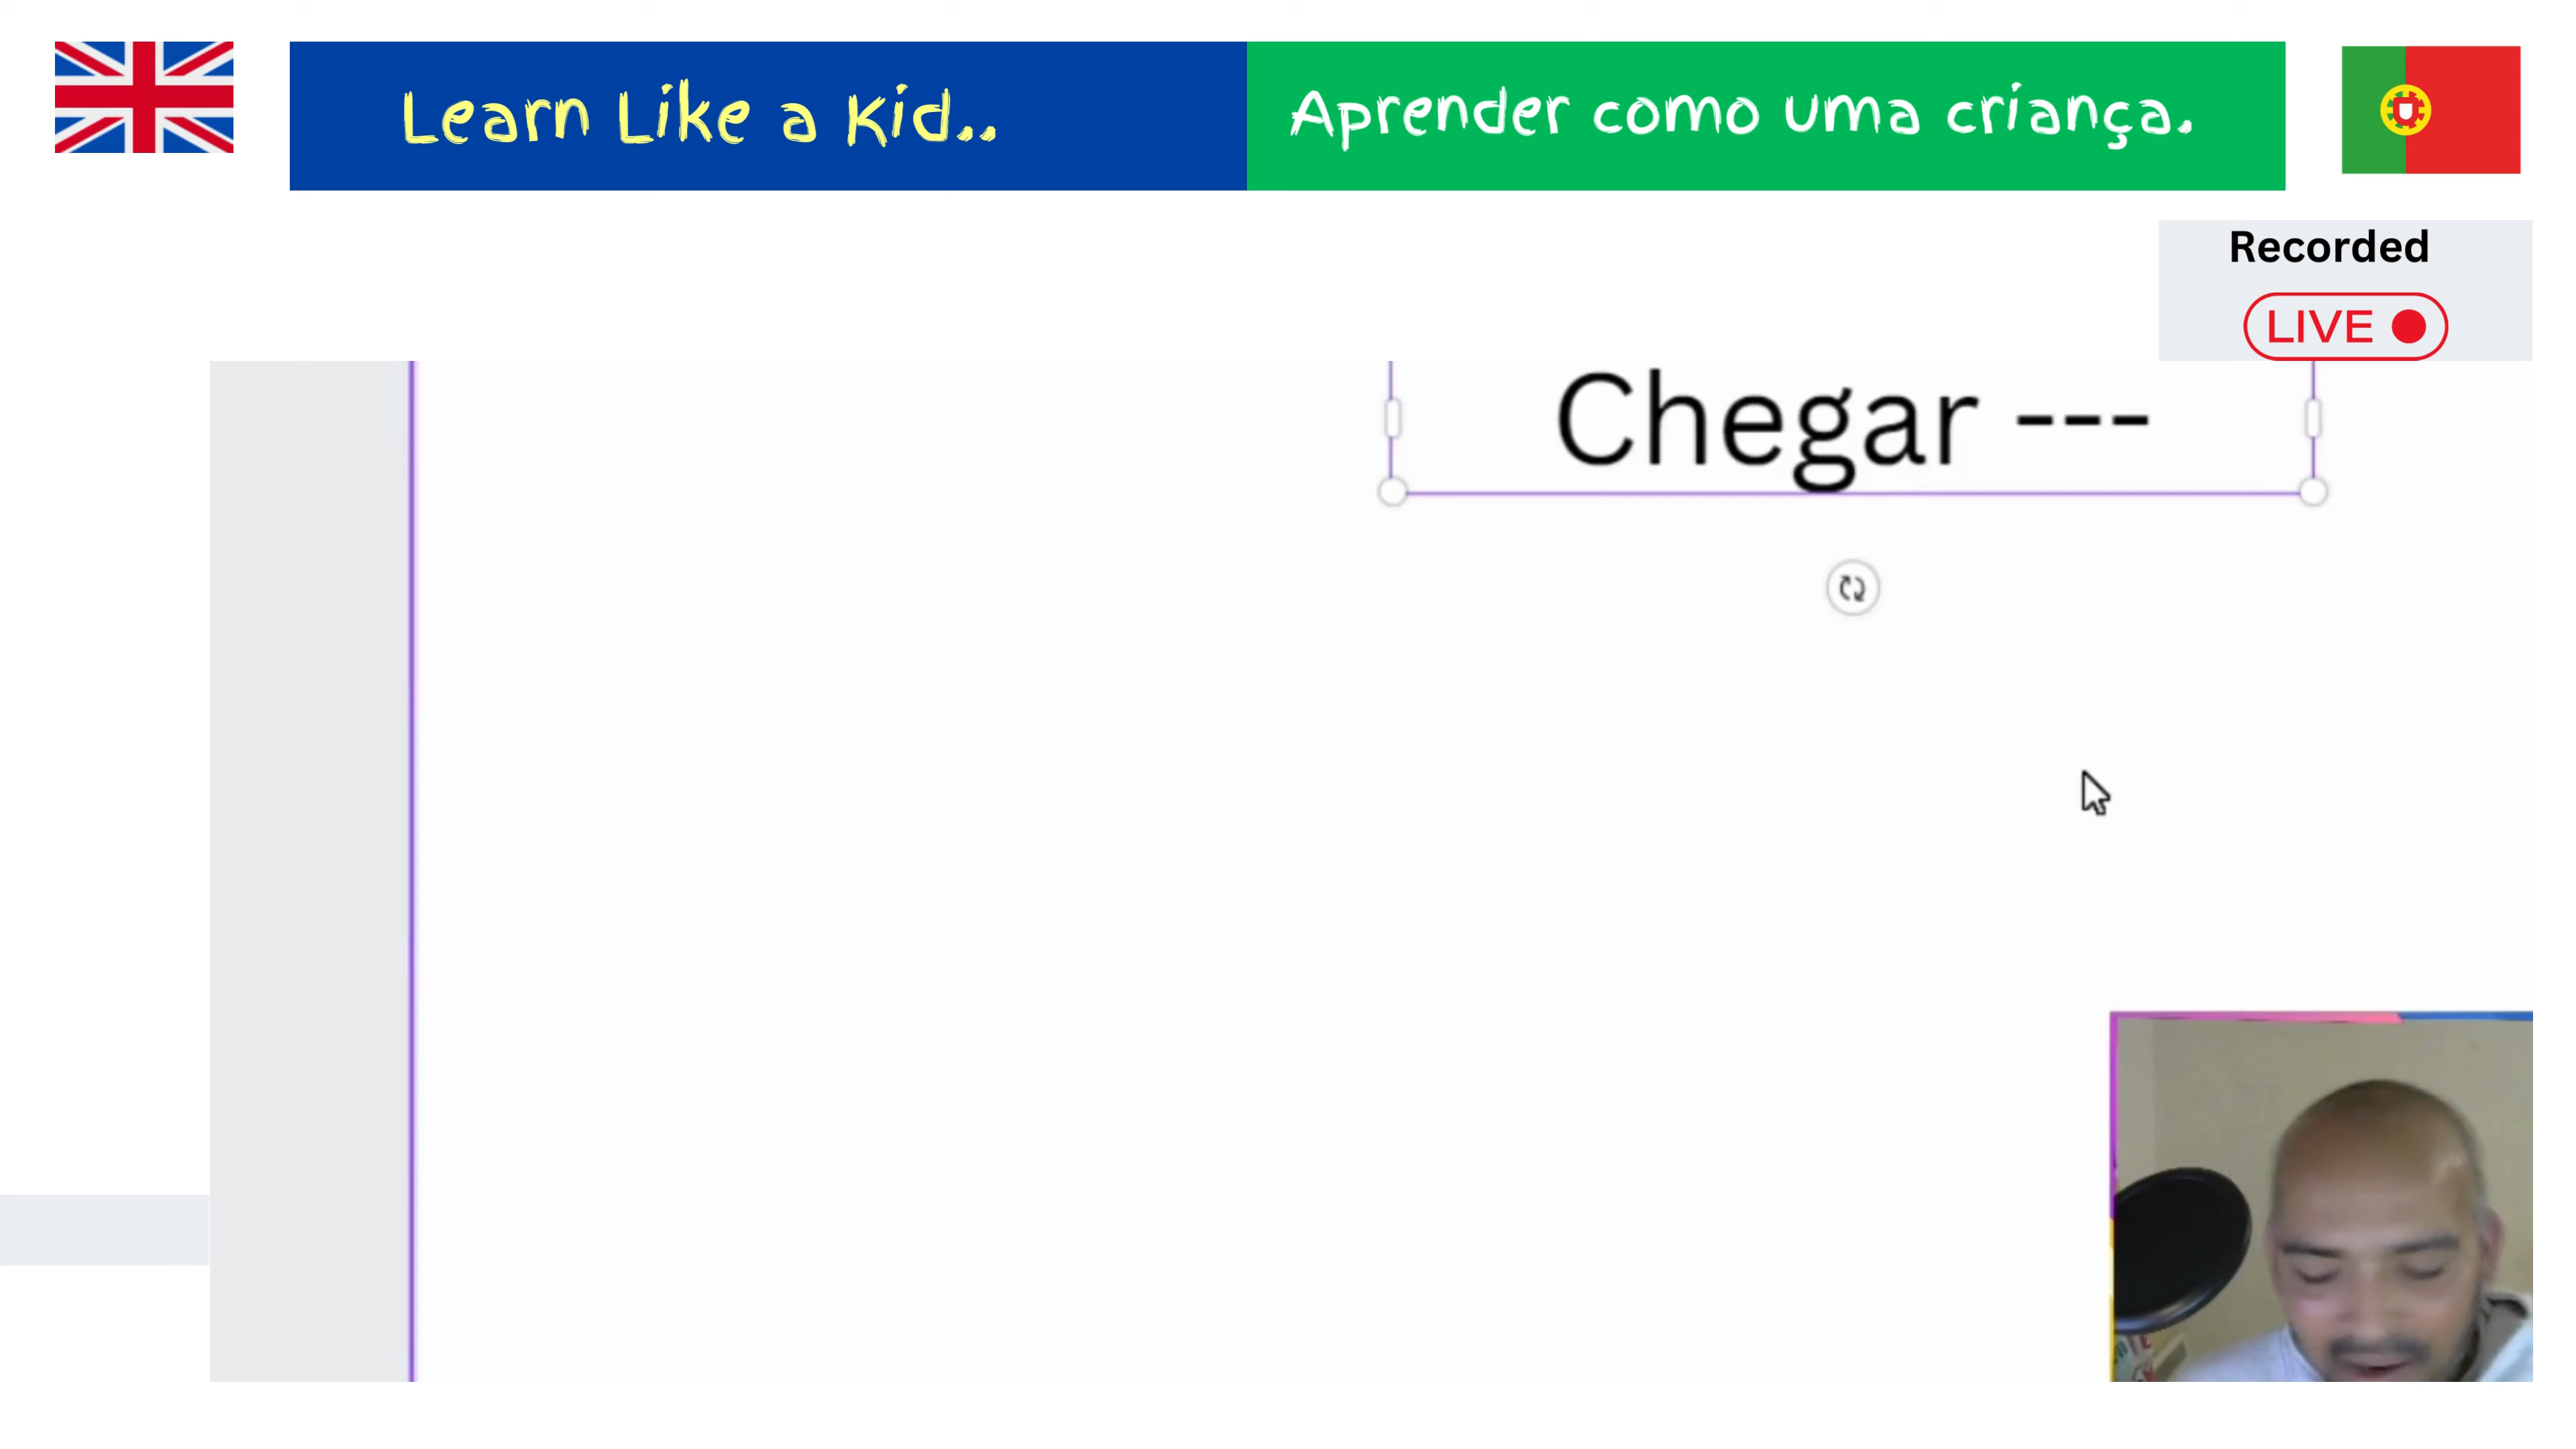 Learn Like a Kid..
Aprender como uma criança.
Recorded
LIVE
Chegar ---